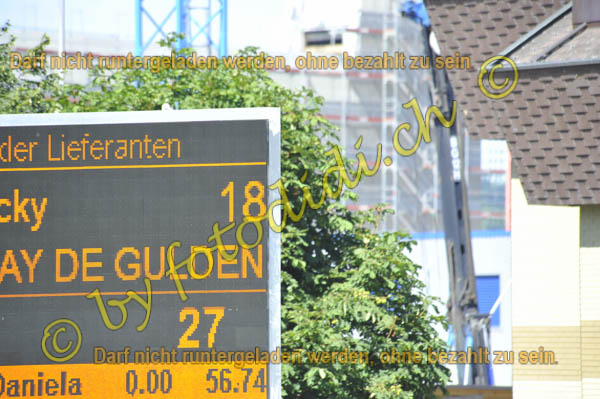 Darf nicht runtergeladen werden, ohne bezahlt zu sein.
©
der Lieferanten
cky 18
AY DE GULDEN
27
Daniela 0.00 56.74
© by fotodidi.ch
Darf nicht runtergeladen werden, ohne bezahlt zu sein.